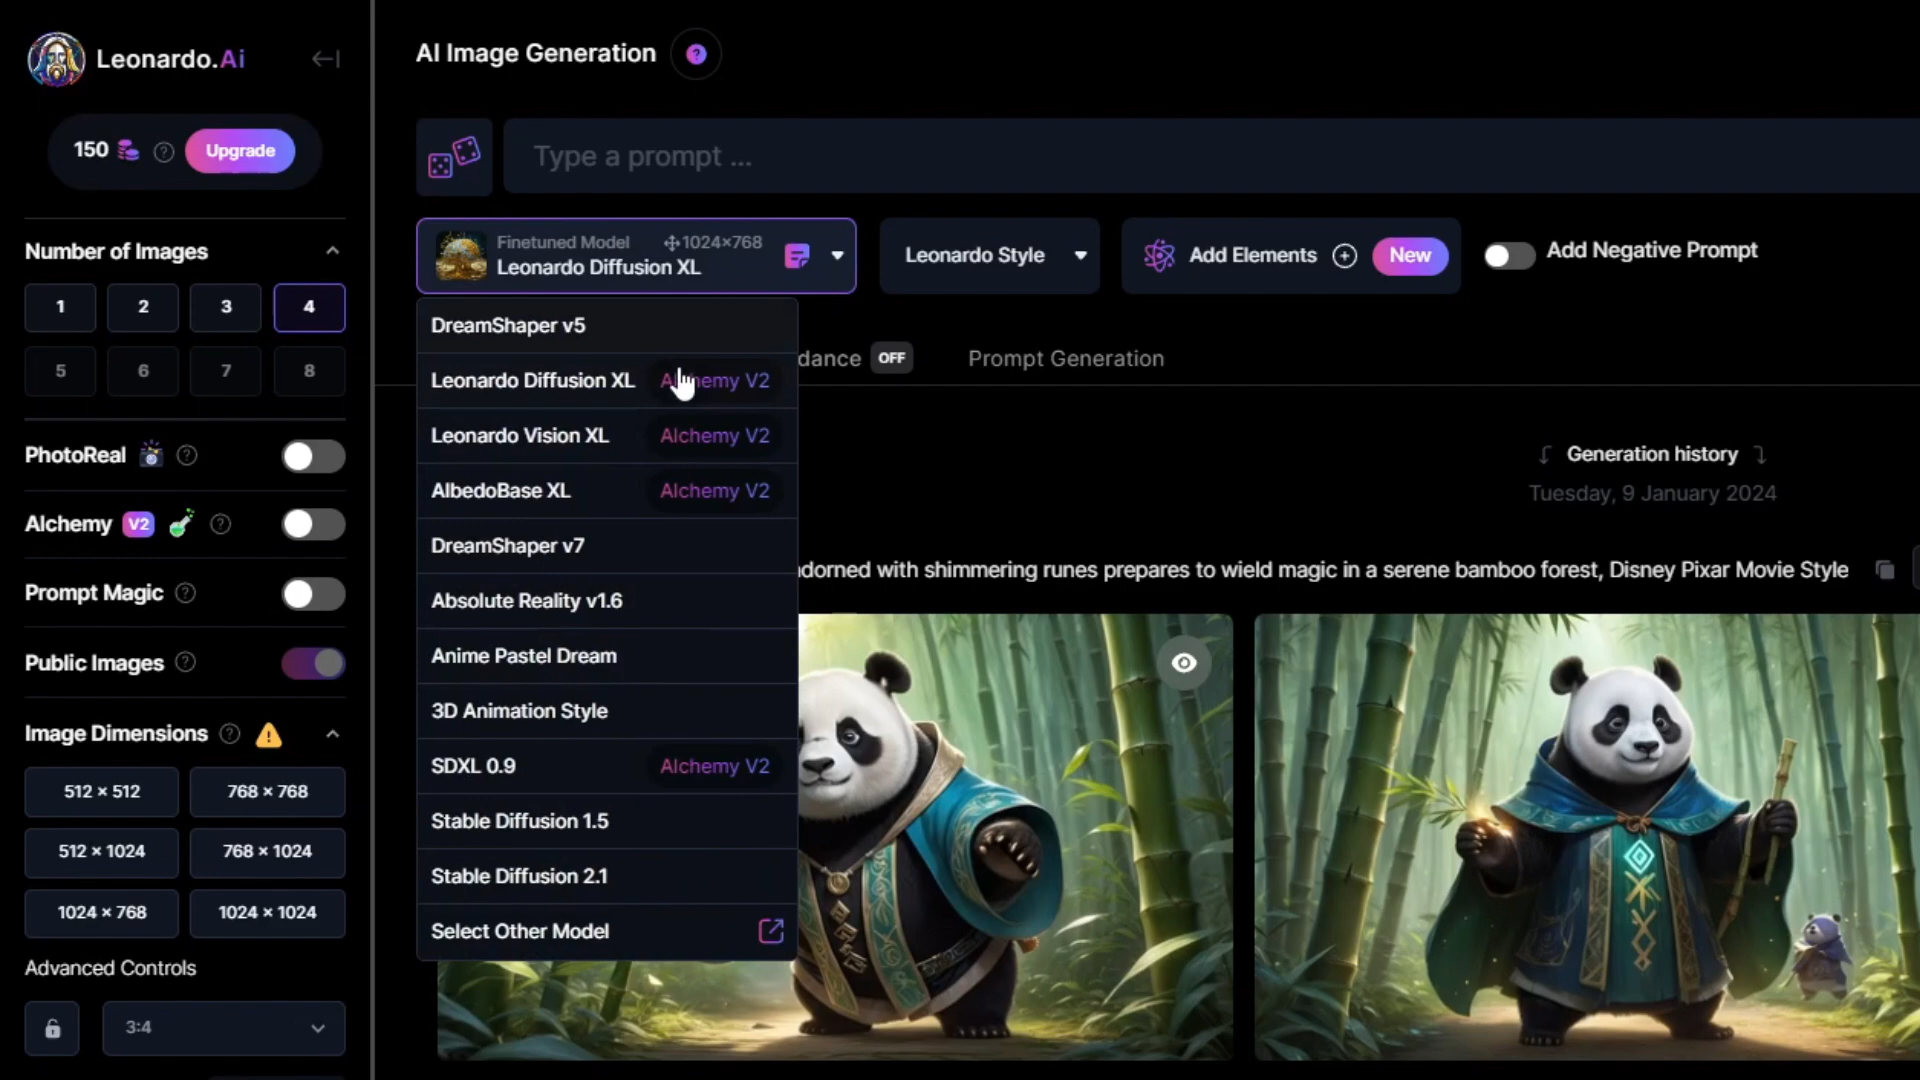 Leonardo.Ai
150
Upgrade
Number of Images
1 2 3 4
5 6 7 8
PhotoReal
Alchemy V2
Prompt Magic
Public Images
Image Dimensions
512 × 512 768 × 768
512 × 1024 768 × 1024
1024 × 768 1024 × 1024
Advanced Controls
3:4
AI Image Generation ?
Type a prompt ...
Finetuned Model 1024×768
Leonardo Diffusion XL
Leonardo Style
Add Elements New
Add Negative Prompt
DreamShaper v5
Leonardo Diffusion XL Alchemy V2
Leonardo Vision XL Alchemy V2
AlbedoBase XL Alchemy V2
DreamShaper v7
Absolute Reality v1.6
Anime Pastel Dream
3D Animation Style
SDXL 0.9 Alchemy V2
Stable Diffusion 1.5
Stable Diffusion 2.1
Select Other Model
dance OFF
Prompt Generation
Generation history
Tuesday, 9 January 2024
adorned with shimmering runes prepares to wield magic in a serene bamboo forest, Disney Pixar Movie Style